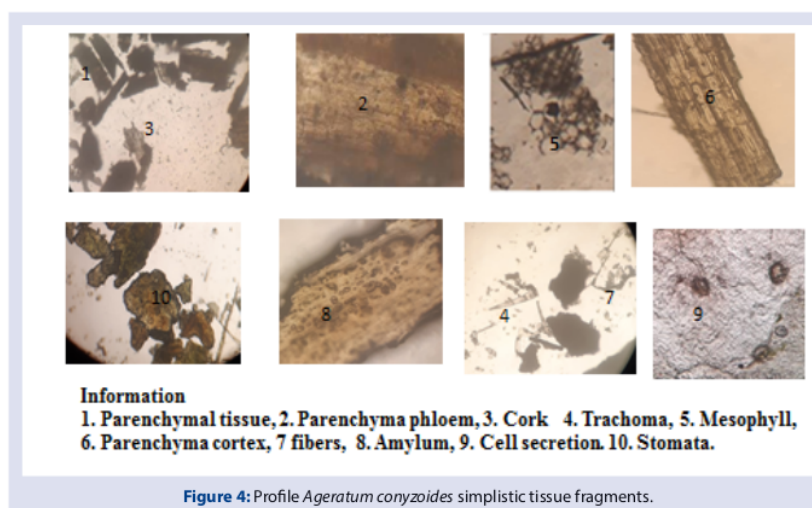 1
3
2
5
6
10
8
4
7
9
Information
1. Parenchymal tissue, 2. Parenchyma phloem, 3. Cork 4. Trachoma, 5. Mesophyll,
6. Parenchyma cortex, 7 fibers, 8. Amylum, 9. Cell secretion. 10. Stomata.
Figure 4: Profile Ageratum conyzoides simplistic tissue fragments.